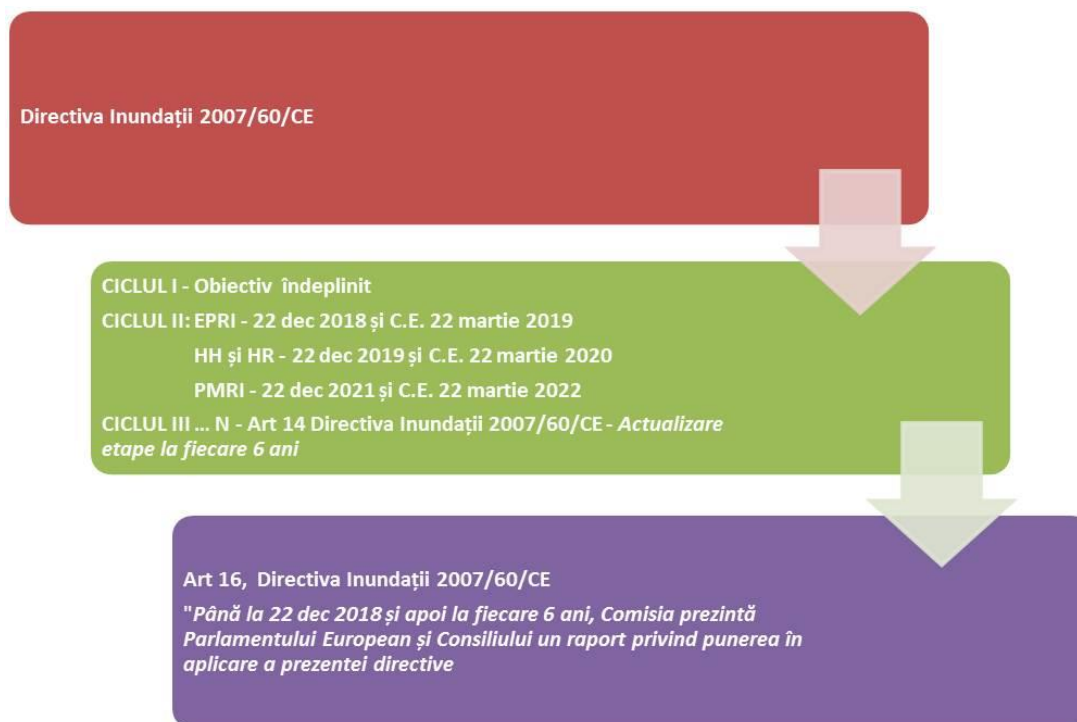 Directiva Inundații 2007/60/CE
CICLUL I - Obiectiv îndeplinit
CICLUL II: EPRI - 22 dec 2018 și C.E. 22 martie 2019
HH și HR - 22 dec 2019 și C.E. 22 martie 2020
PMRI - 22 dec 2021 și C.E. 22 martie 2022
CICLUL III ... N - Art 14 Directiva Inundații 2007/60/CE - Actualizare
etape la fiecare 6 ani
Art 16, Directiva Inundații 2007/60/CE
"Până la 22 dec 2018 și apoi la fiecare 6 ani, Comisia prezintă
Parlamentului European și Consiliului un raport privind punerea în
aplicare a prezentei directive